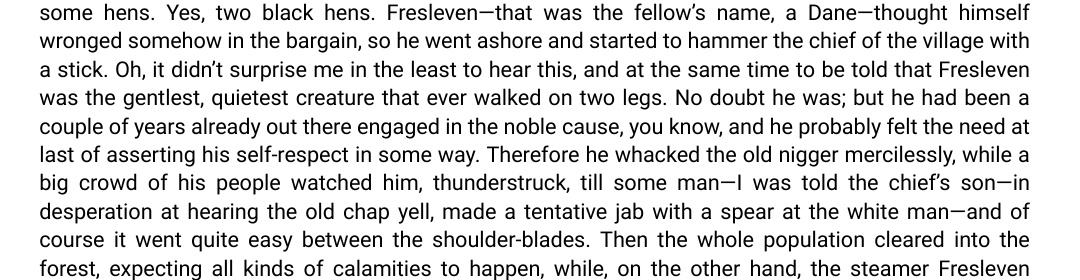 some hens. Yes, two black hens. Fresleven—that was the fellow’s name, a Dane—thought himself
wronged somehow in the bargain, so he went ashore and started to hammer the chief of the village with
a stick. Oh, it didn’t surprise me in the least to hear this, and at the same time to be told that Fresleven
was the gentlest, quietest creature that ever walked on two legs. No doubt he was; but he had been a
couple of years already out there engaged in the noble cause, you know, and he probably felt the need at
last of asserting his self-respect in some way. Therefore he whacked the old nigger mercilessly, while a
big crowd of his people watched him, thunderstruck, till some man—I was told the chief’s son—in
desperation at hearing the old chap yell, made a tentative jab with a spear at the white man—and of
course it went quite easy between the shoulder-blades. Then the whole population cleared into the
forest, expecting all kinds of calamities to happen, while, on the other hand, the steamer Fresleven